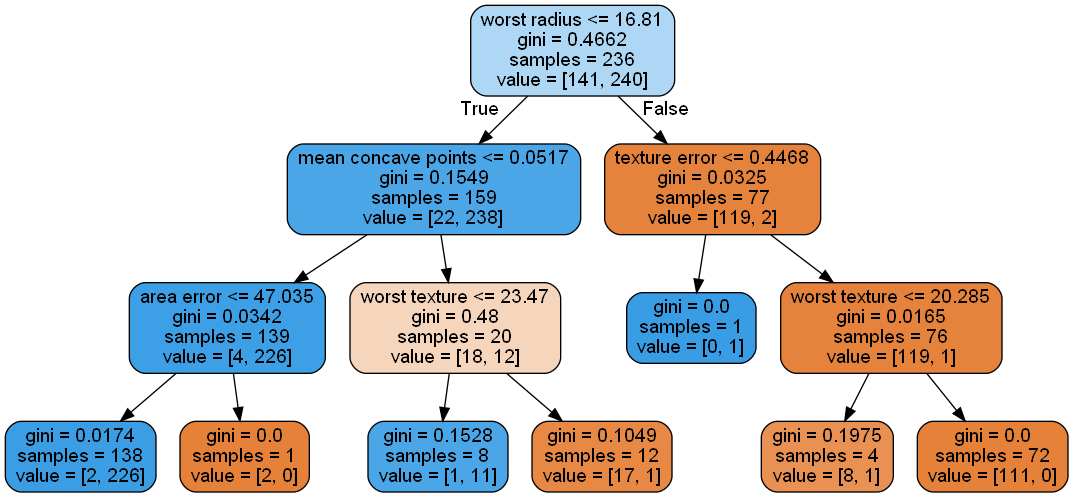 worst radius <= 16.81
gini = 0.4662
samples = 236
value = [141, 240]
True
False
mean concave points <= 0.0517
gini = 0.1549
samples = 159
value = [22, 238]
texture error <= 0.4468
gini = 0.0325
samples = 77
value = [119, 2]
area error <= 47.035
gini = 0.0342
samples = 139
value = [4, 226]
worst texture <= 23.47
gini = 0.48
samples = 20
value = [18, 12]
gini = 0.0
samples = 1
value = [0, 1]
worst texture <= 20.285
gini = 0.0165
samples = 76
value = [119, 1]
gini = 0.0174
samples = 138
value = [2, 226]
gini = 0.0
samples = 1
value = [2, 0]
gini = 0.1528
samples = 8
value = [1, 11]
gini = 0.1049
samples = 12
value = [17, 1]
gini = 0.1975
samples = 4
value = [8, 1]
gini = 0.0
samples = 72
value = [111, 0]